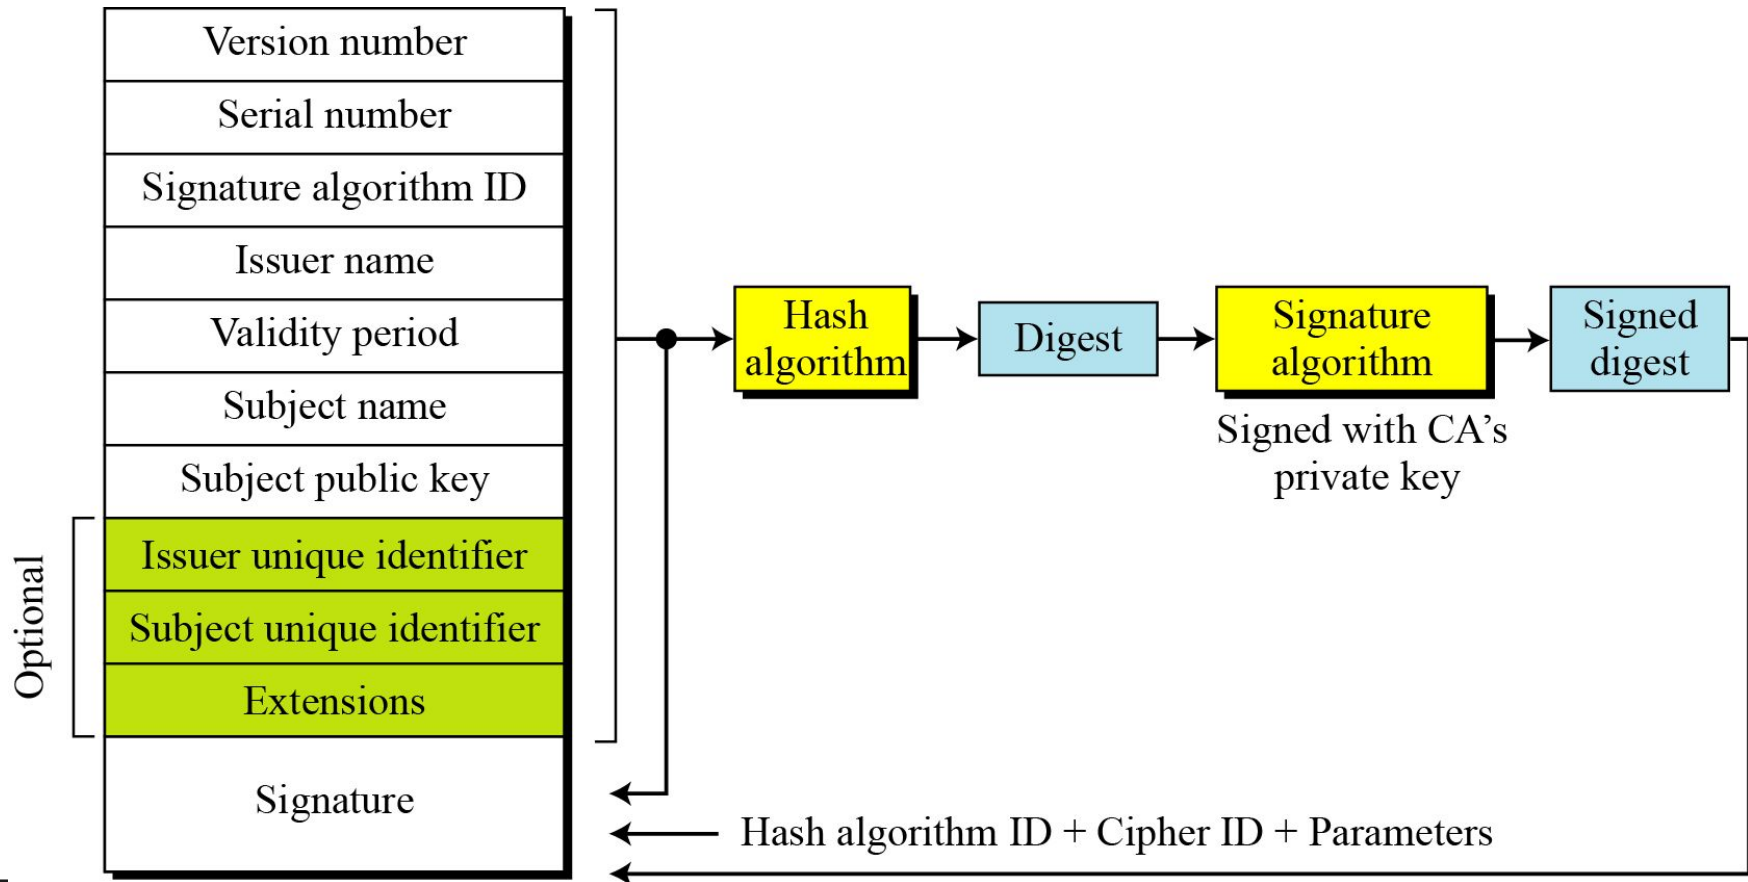 Version number
Serial number
Signature algorithm ID
Issuer name
Validity period
Subject name
Subject public key
Optional
Issuer unique identifier
Subject unique identifier
Extensions
Signature
Hash
algorithm
Digest
Signature
algorithm
Signed with CA’s
private key
Signed
digest
Hash algorithm ID + Cipher ID + Parameters